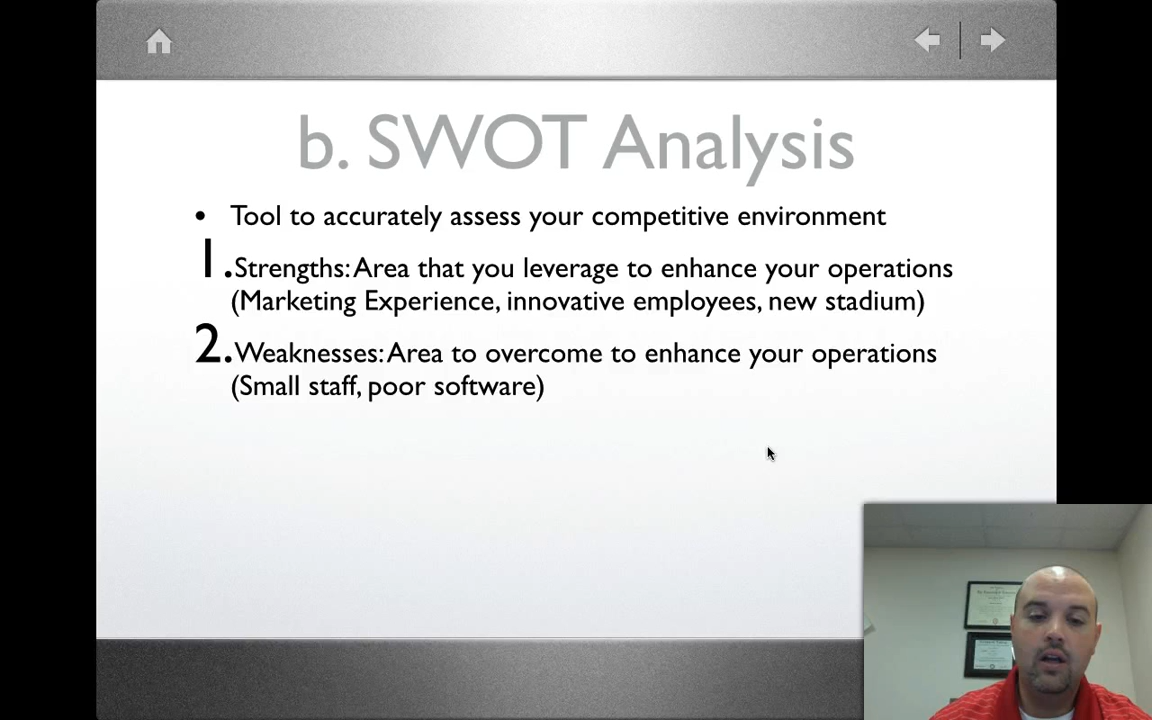 b. SWOT Analysis
• Tool to accurately assess your competitive environment
1. Strengths: Area that you leverage to enhance your operations
(Marketing Experience, innovative employees, new stadium)
2. Weaknesses: Area to overcome to enhance your operations
(Small staff, poor software)